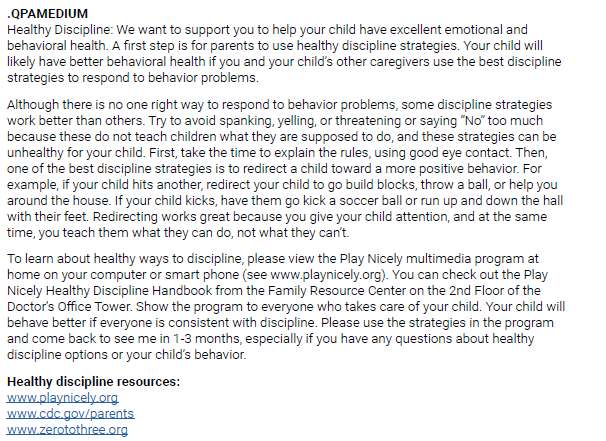 .QPAMEDIUM
Healthy Discipline: We want to support you to help your child have excellent emotional and
behavioral health. A first step is for parents to use healthy discipline strategies. Your child will
likely have better behavioral health if you and your child's other caregivers use the best discipline
strategies to respond to behavior problems.
Although there is no one right way to respond to behavior problems, some discipline strategies
work better than others. Try to avoid spanking, yelling, or threatening or saying “No” too much
because these do not teach children what they are supposed to do, and these strategies can be
unhealthy for your child. First, take the time to explain the rules, using good eye contact. Then,
one of the best discipline strategies is to redirect a child toward a more positive behavior. For
example, if your child hits another, redirect your child to go build blocks, throw a ball, or help you
around the house. If your child kicks, have them go kick a soccer ball or run up and down the hall
with their feet. Redirecting works great because you give your child attention, and at the same
time, you teach them what they can do, not what they can't.
To learn about healthy ways to discipline, please view the Play Nicely multimedia program at
home on your computer or smart phone (see www.playnicely.org). You can check out the Play
Nicely Healthy Discipline Handbook from the Family Resource Center on the 2nd Floor of the
Doctor's Office Tower. Show the program to everyone who takes care of your child. Your child will
behave better if everyone is consistent with discipline. Please use the strategies in the program
and come back to see me in 1-3 months, especially if you have any questions about healthy
discipline options or your child's behavior.
Healthy discipline resources:
www.playnicely.org
www.cdc.gov/parents
www.zerotothree.org